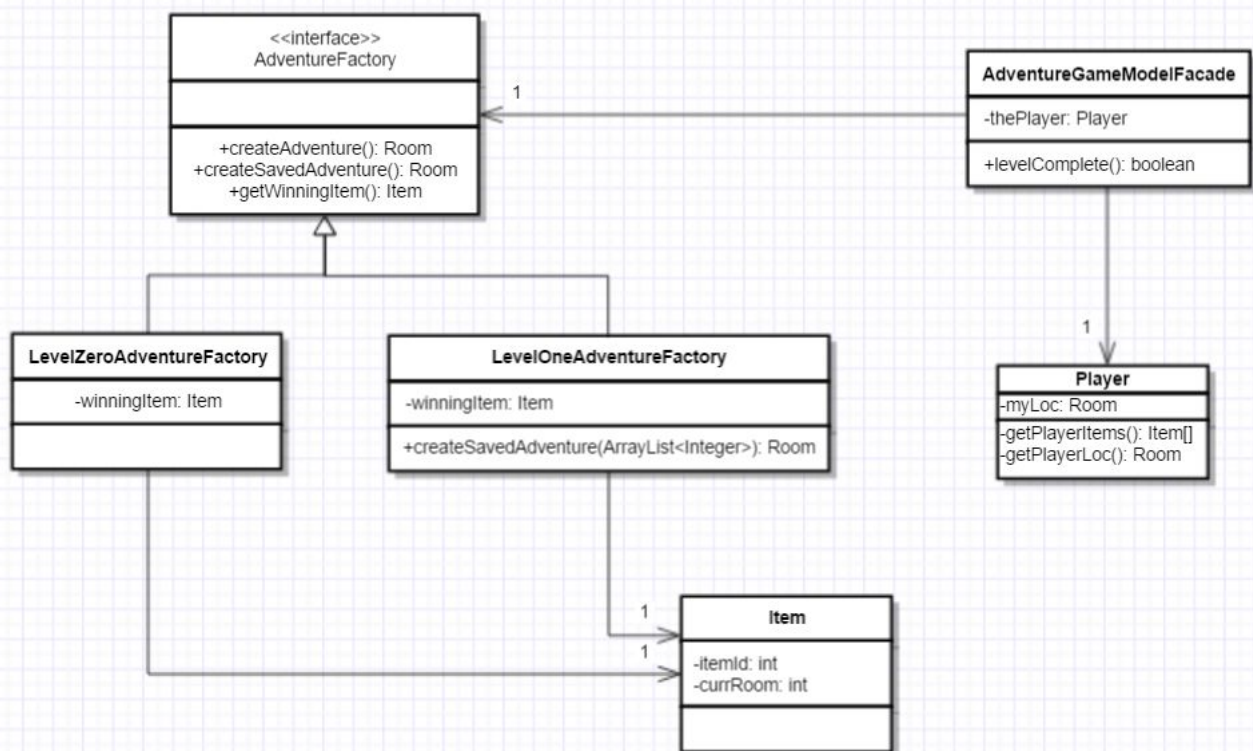 <<interface>>
AdventureFactory
+createAdventure(): Room
+createSavedAdventure(): Room
+getWinningItem(): Item
1
AdventureGameModelFacade
-thePlayer: Player
+levelComplete(): boolean
LevelZeroAdventureFactory
-winningItem: Item
LevelOneAdventureFactory
-winningItem: Item
+createSavedAdventure(ArrayList<Integer>): Room
1
Player
-myLoc: Room
-getPlayerItems(): Item[]
-getPlayerLoc(): Room
1
1
Item
-itemId: int
-currRoom: int